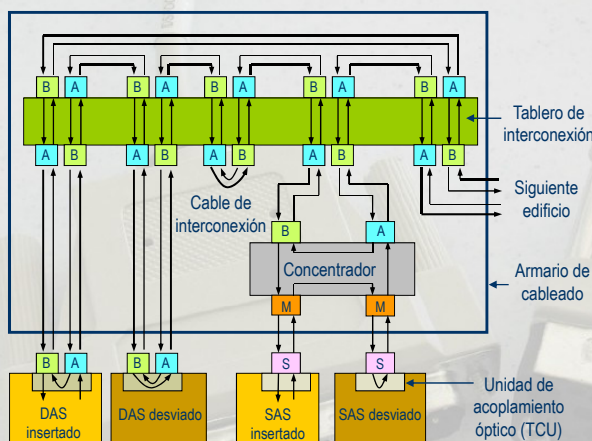 B A B A B A B A B A
Tablero de
interconexión
A B A B A B A B A B
Cable de
interconexión
Siguiente
edificio
B A
Concentrador
Armario de
cableado
M M
B A B A S S
DAS
insertado
DAS desviado
SAS
insertado
SAS desviado
Unidad de
acoplamiento
óptico (TCU)